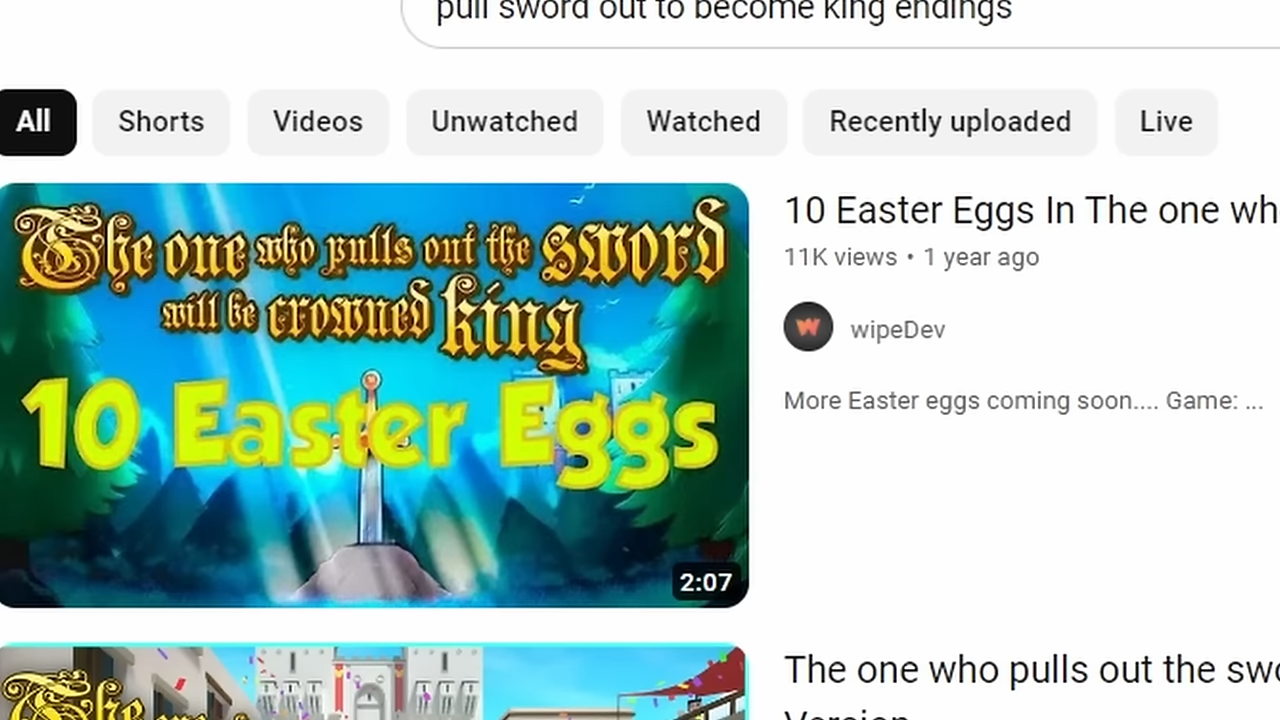 pull sword out to become king endings
All Shorts Videos Unwatched Watched Recently uploaded Live
The one who pulls out the sword
will be crowned king
10 Easter Eggs
2:07
10 Easter Eggs In The one wh
11K views • 1 year ago
W wipeDev
More Easter eggs coming soon.... Game: ...
The one
The one who pulls out the swo
Version